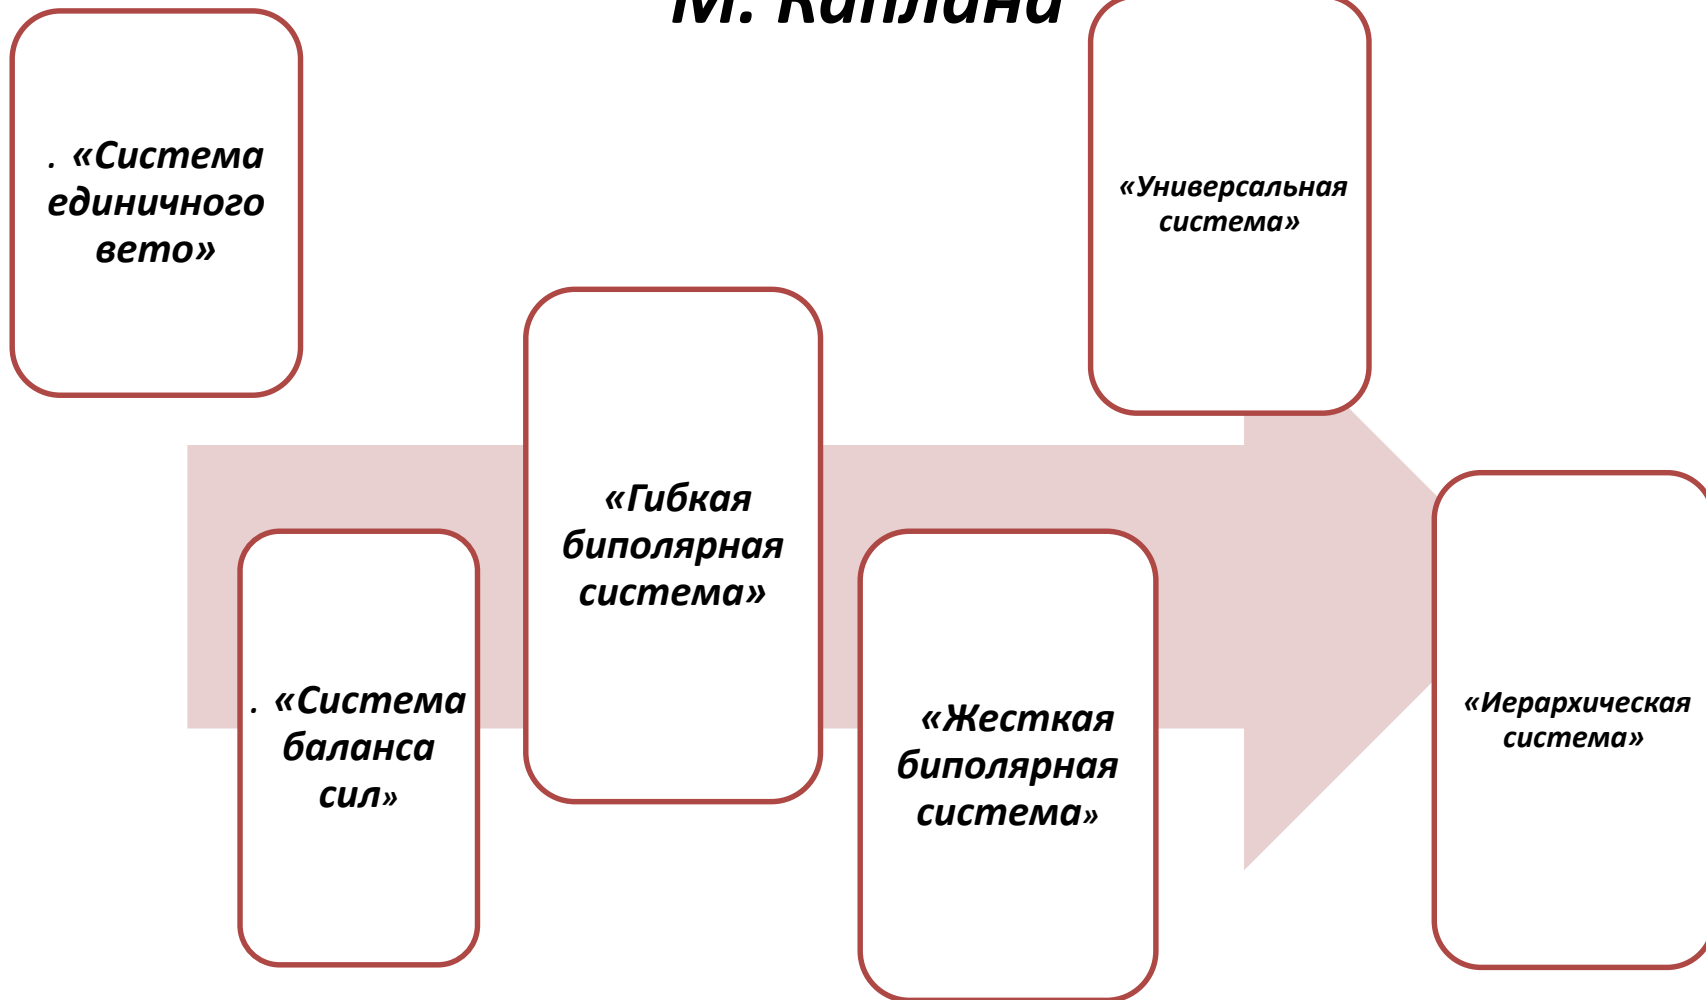 М. Каплана
. «Система
единичного
вето»
«Универсальная
система»
«Гибкая
биполярная
система»
. «Система
баланса
сил»
«Жесткая
биполярная
система»
«Иерархическая
система»